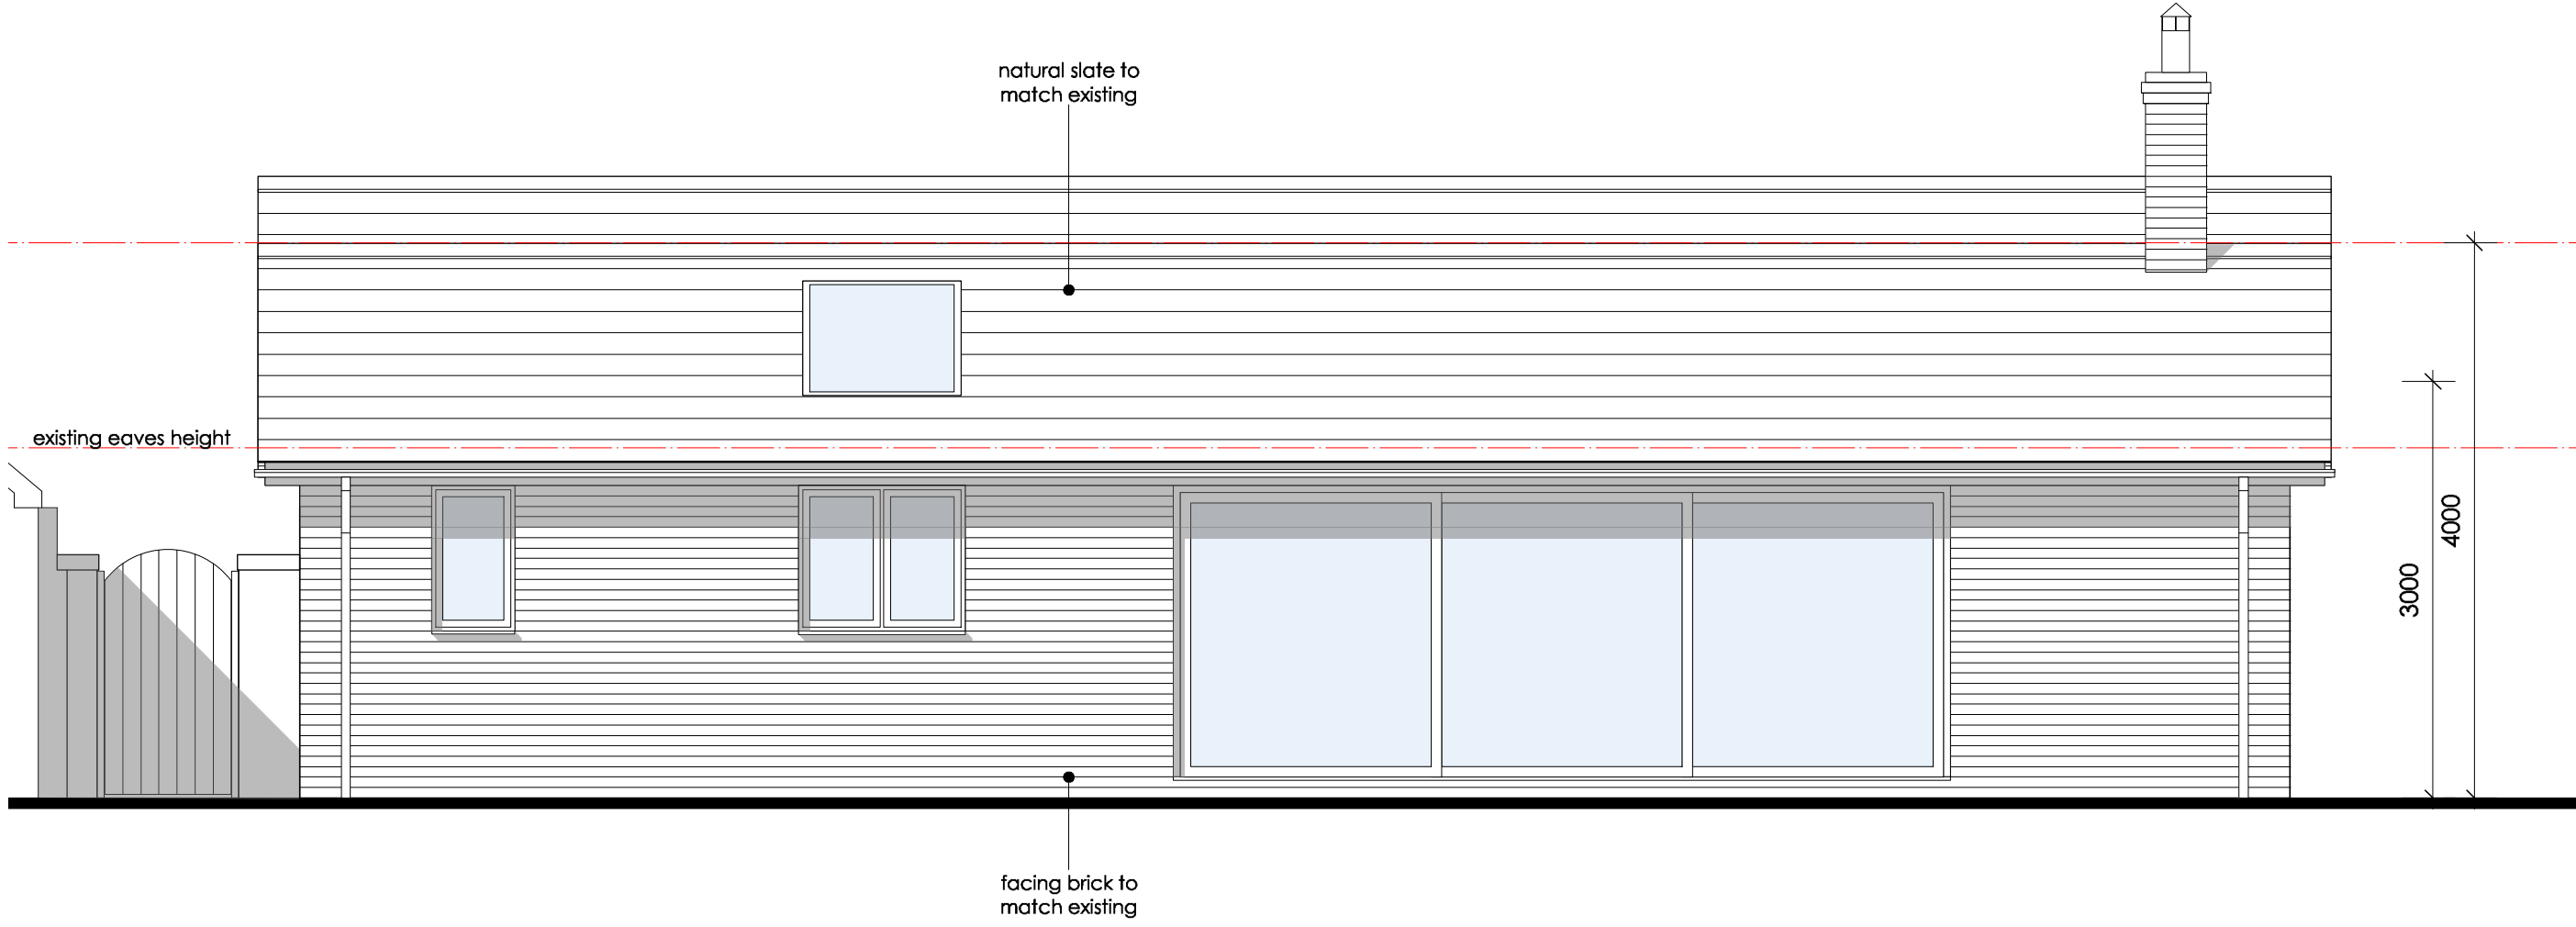 natural slate to
match existing
existing eaves height
4000
3000
facing brick to
match existing